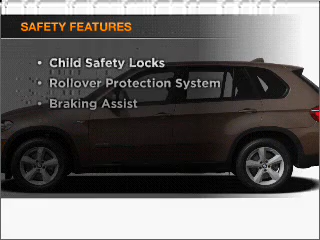 SAFETY FEATURES
• Child Safety Locks
• Rollover Protection System
• Braking Assist